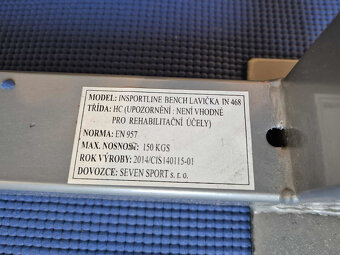 MODEL: INSPORTLINE BENCH LAVIČKA IN 468
TŘÍDA: HC (UPOZORNĚNÍ : NENÍ VHODNÉ
PRO REHABILITAČNÍ ÚČELY)
NORMA: EN 957
MAX. NOSNOSŤ: 150 KGS
ROK VÝROBY: 2014/CIS140115-01
DOVOZCE: SEVEN SPORT s.r.o.